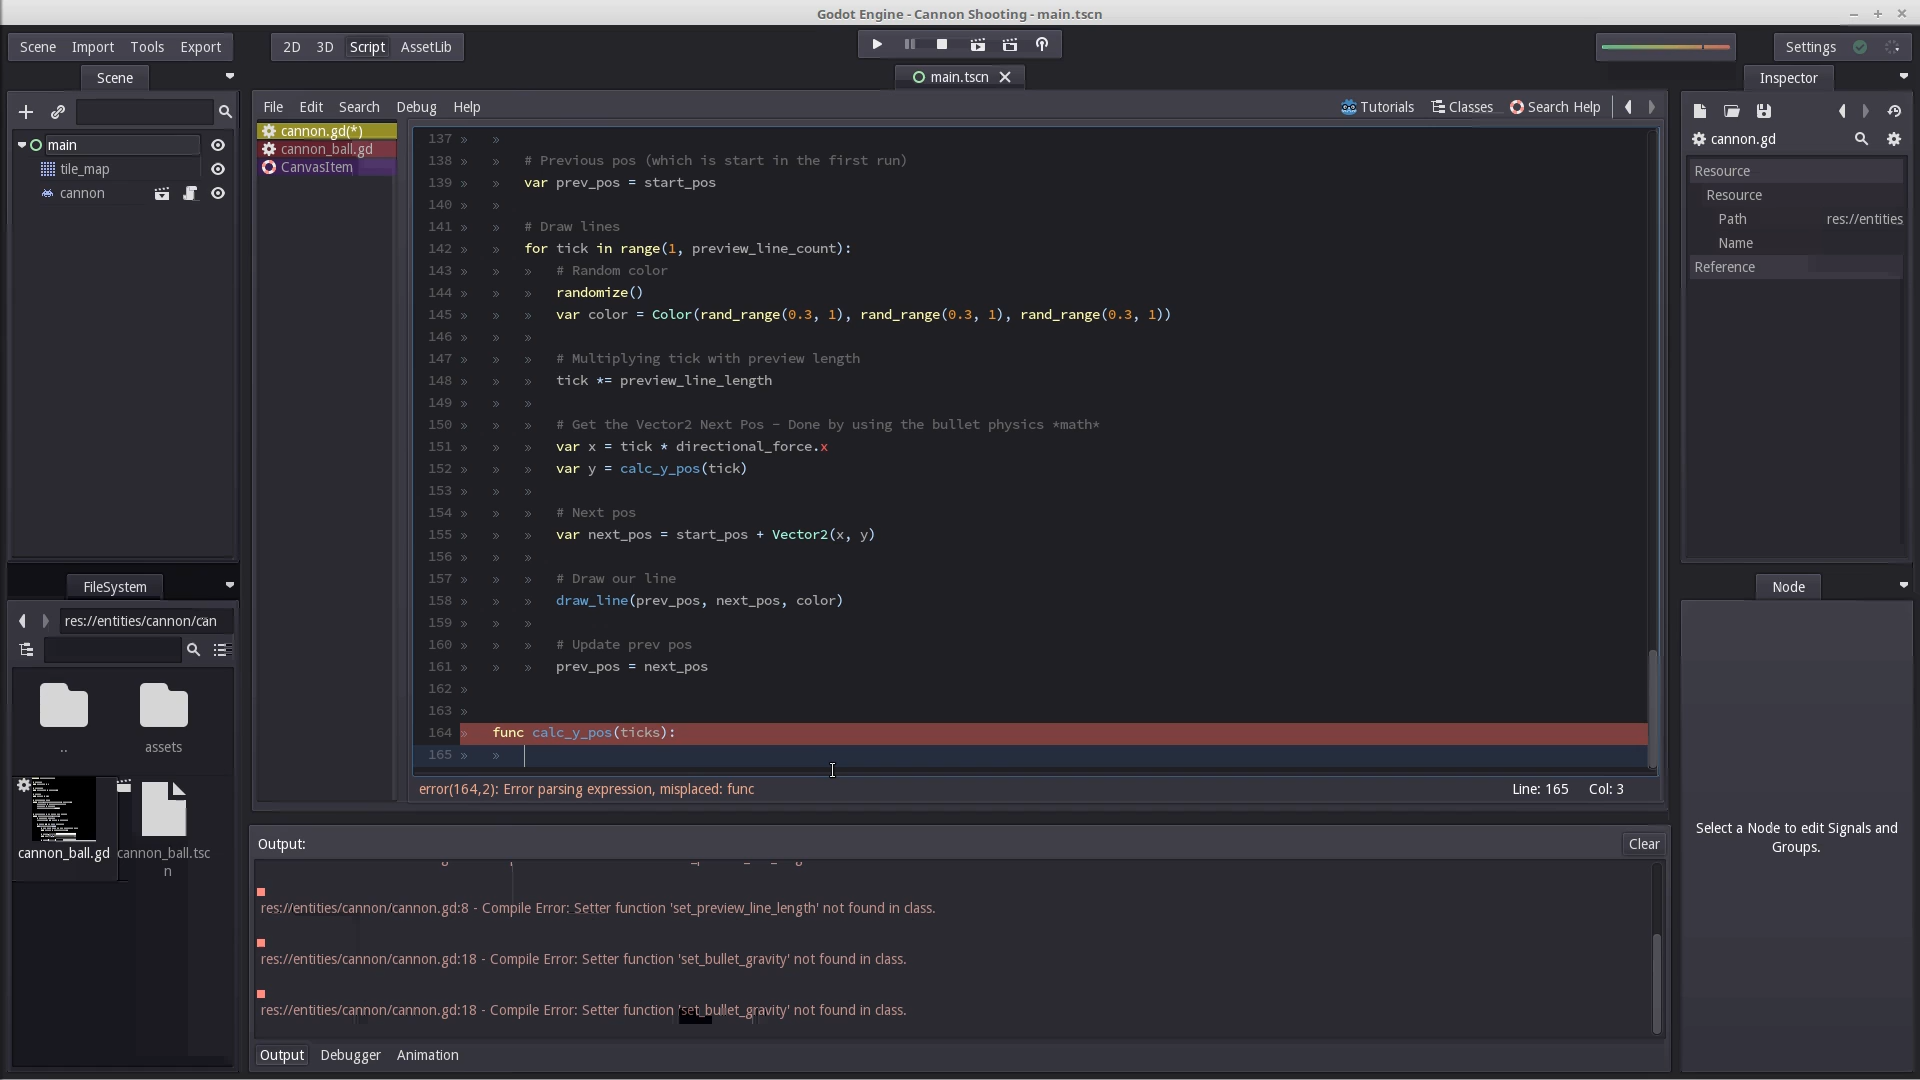 Godot Engine - Cannon Shooting - main.tscn
Scene Import Tools Export
2D 3D Script AssetLib
Settings
Scene
main.tscn
Inspector
File Edit Search Debug Help
Tutorials Classes Search Help
main
tile_map
cannon
cannon.gd(*)
cannon_ball.gd
CanvasItem
137 » »
138 » » # Previous pos (which is start in the first run)
139 » » var prev_pos = start_pos
140 » »
141 » » # Draw lines
142 » » for tick in range(1, preview_line_count):
143 » » » # Random color
144 » » » randomize()
145 » » » var color = Color(rand_range(0.3, 1), rand_range(0.3, 1), rand_range(0.3, 1))
146 » » »
147 » » » # Multiplying tick with preview length
148 » » » tick *= preview_line_length
149 » » »
150 » » » # Get the Vector2 Next Pos - Done by using the bullet physics *math*
151 » » » var x = tick * directional_force.x
152 » » » var y = calc_y_pos(tick)
153 » » »
154 » » » # Next pos
155 » » » var next_pos = start_pos + Vector2(x, y)
156 » » »
157 » » » # Draw our line
158 » » » draw_line(prev_pos, next_pos, color)
159 » » »
160 » » » # Update prev pos
161 » » » prev_pos = next_pos
162 »
163 »
164 » func calc_y_pos(ticks):
165 » »
error(164,2): Error parsing expression, misplaced: func
Line: 165 Col: 3
cannon.gd
Resource
Resource
Path res://entities
Name
Reference
FileSystem
res://entities/cannon/can
..
assets
cannon_ball.gd
cannon_ball.tsc
n
Node
Select a Node to edit Signals and
Groups.
Output:
Clear
res://entities/cannon/cannon.gd:8 - Compile Error: Setter function 'set_preview_line_length' not found in class.
res://entities/cannon/cannon.gd:18 - Compile Error: Setter function 'set_bullet_gravity' not found in class.
res://entities/cannon/cannon.gd:18 - Compile Error: Setter function 'set_bullet_gravity' not found in class.
Output Debugger Animation